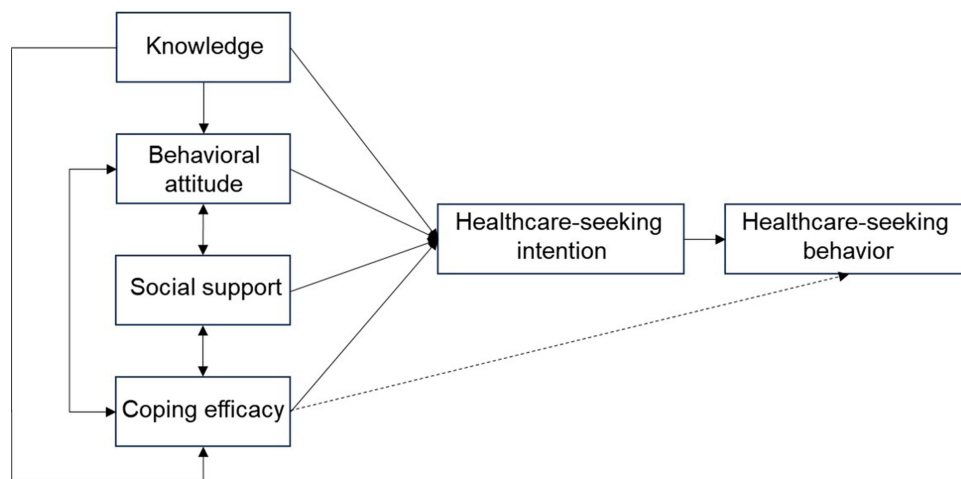 Knowledge
Behavioral
attitude
Social support
Coping efficacy
Healthcare-seeking
intention
Healthcare-seeking
behavior